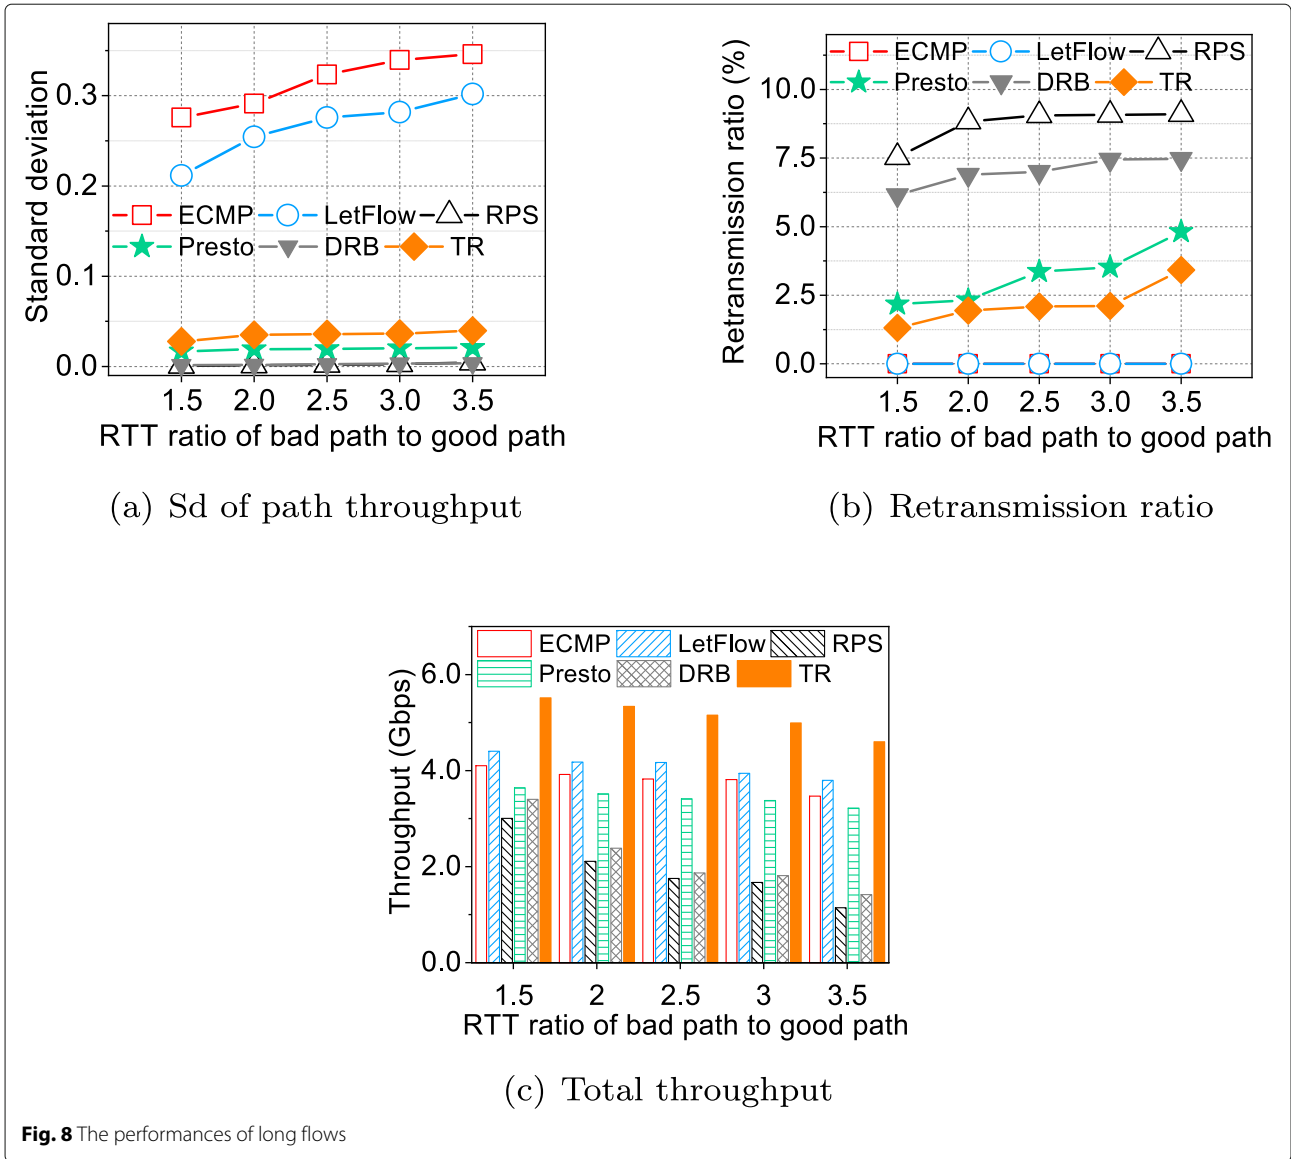 0.3
0.2
0.1
0.0
Standard deviation
ECMP LetFlow RPS
Presto DRB TR
1.5 2.0 2.5 3.0 3.5
RTT ratio of bad path to good path
(a) Sd of path throughput
10.0
7.5
5.0
2.5
0.0
Retransmission ratio (%)
ECMP LetFlow RPS
Presto DRB TR
1.5 2.0 2.5 3.0 3.5
RTT ratio of bad path to good path
(b) Retransmission ratio
6.0
4.0
2.0
0.0
Throughput (Gbps)
ECMP LetFlow RPS
Presto DRB TR
1.5 2 2.5 3 3.5
RTT ratio of bad path to good path
(c) Total throughput
Fig. 8 The performances of long flows